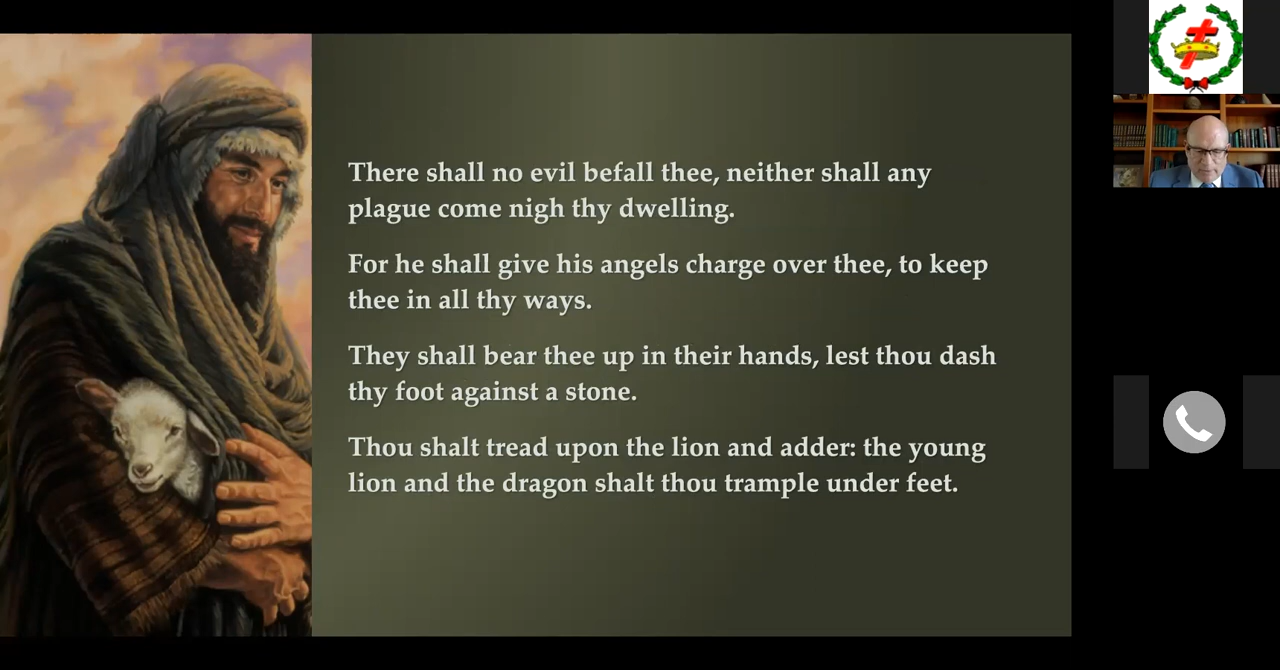 There shall no evil befall thee, neither shall any
plague come nigh thy dwelling.
For he shall give his angels charge over thee, to keep
thee in all thy ways.
They shall bear thee up in their hands, lest thou dash
thy foot against a stone.
Thou shalt tread upon the lion and adder: the young
lion and the dragon shalt thou trample under feet.